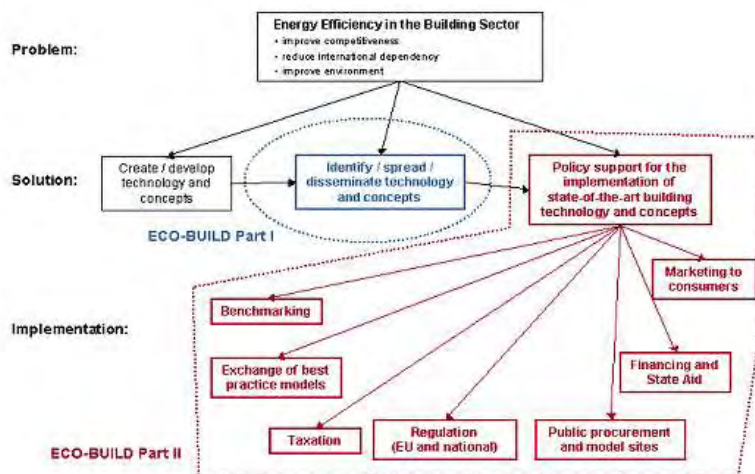 Energy Efficiency in the Building Sector
• improve competitiveness
• reduce international dependency
• improve environment
Problem:
Solution:
Create / develop
technology and
concepts
Identify / spread /
disseminate technology
and concepts
Policy support for the
implementation of
state-of-the-art building
technology and concepts
ECO-BUILD Part I
Marketing to
consumers
Benchmarking
Implementation:
Exchange of best
practice models
Financing and
State Aid
Taxation
Regulation
(EU and national)
Public procurement
and model sites
ECO-BUILD Part II